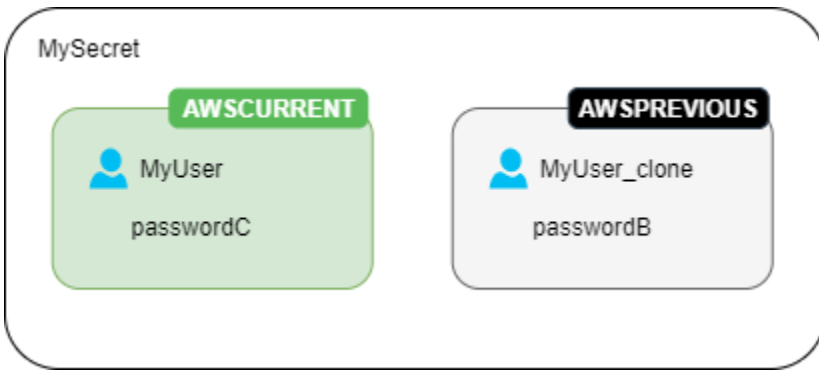 MySecret
AWSCURRENT
MyUser
passwordC
AWSPREVIOUS
MyUser_clone
passwordB